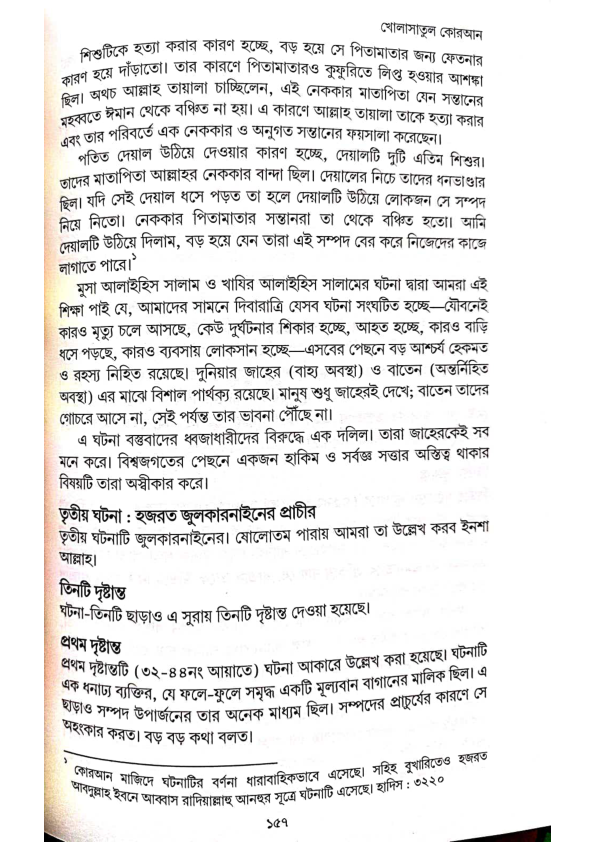 খোলাসাতুল কোরআন
শিশুটিকে হত্যা করার কারণ হচ্ছে, বড় হয়ে সে পিতামাতার জন্য ফেতনার
কারণ হয়ে দাঁড়াতো। তার কারণে পিতামাতারও কুফুরিতে লিপ্ত হওয়ার আশঙ্কা
ছিল। অথচ আল্লাহ তায়ালা চাচ্ছিলেন, এই নেককার মাতাপিতা যেন সন্তানের
মহব্বতে ঈমান থেকে বঞ্চিত না হয়। এ কারণে আল্লাহ তায়ালা তাকে হত্যা করার
এবং তার পরিবর্তে এক নেককার ও অনুগত সন্তানের ফয়সালা করেছেন।
পতিত দেয়াল উঠিয়ে দেওয়ার কারণ হচ্ছে, দেয়ালটি দুটি এতিম শিশুর।
তাদের মাতাপিতা আল্লাহর নেককার বান্দা ছিল। দেয়ালের নিচে তাদের ধনভাণ্ডার
ছিল। যদি সেই দেয়াল ধসে পড়ত তা হলে দেয়ালটি উঠিয়ে লোকজন সে সম্পদ
নিয়ে নিতো। নেককার পিতামাতার সন্তানরা তা থেকে বঞ্চিত হতো। আমি
দেয়ালটি উঠিয়ে দিলাম, বড় হয়ে যেন তারা এই সম্পদ বের করে নিজেদের কাজে
লাগাতে পারে।১
মুসা আলাইহিস সালাম ও খাযির আলাইহিস সালামের ঘটনা দ্বারা আমরা এই
শিক্ষা পাই যে, আমাদের সামনে দিবারাত্রি যেসব ঘটনা সংঘটিত হচ্ছে—যৌবনেই
কারও মৃত্যু চলে আসছে, কেউ দুর্ঘটনার শিকার হচ্ছে, আহত হচ্ছে, কারও বাড়ি
ধসে পড়ছে, কারও ব্যবসায় লোকসান হচ্ছে—এসবের পেছনে বড় আশ্চর্য হেকমত
ও রহস্য নিহিত রয়েছে। দুনিয়ার জাহের (বাহ্য অবস্থা) ও বাতেন (অন্তর্নিহিত
অবস্থা) এর মাঝে বিশাল পার্থক্য রয়েছে। মানুষ শুধু জাহেরই দেখে; বাতেন তাদের
গোচরে আসে না, সেই পর্যন্ত তার ভাবনা পৌঁছে না।
এ ঘটনা বস্তুবাদের ধ্বজাধারীদের বিরুদ্ধে এক দলিল। তারা জাহেরকেই সব
মনে করে। বিশ্বজগতের পেছনে একজন হাকিম ও সর্বজ্ঞ সত্তার অস্তিত্ব থাকার
বিষয়টি তারা অস্বীকার করে।
তৃতীয় ঘটনা : হজরত জুলকারনাইনের প্রাচীর
তৃতীয় ঘটনাটি জুলকারনাইনের। ষোলোতম পারায় আমরা তা উল্লেখ করব ইনশা
আল্লাহ।
তিনটি দৃষ্টান্ত
ঘটনা-তিনটি ছাড়াও এ সুরায় তিনটি দৃষ্টান্ত দেওয়া হয়েছে।
প্রথম দৃষ্টান্ত
প্রথম দৃষ্টান্তটি (৩২-৪৪নং আয়াতে) ঘটনা আকারে উল্লেখ করা হয়েছে। ঘটনাটি
এক ধনাঢ্য ব্যক্তির, যে ফলে-ফুলে সমৃদ্ধ একটি মূল্যবান বাগানের মালিক ছিল। এ
ছাড়াও সম্পদ উপার্জনের তার অনেক মাধ্যম ছিল। সম্পদের প্রাচুর্যের কারণে সে
অহংকার করত। বড় বড় কথা বলত।
১ কোরআন মাজিদে ঘটনাটির বর্ণনা ধারাবাহিকভাবে এসেছে। সহিহ বুখারিতেও হজরত
আবদুল্লাহ ইবনে আব্বাস রাদিয়াল্লাহু আনহুর সূত্রে ঘটনাটি এসেছে। হাদিস : ৩২২০
১৫৭